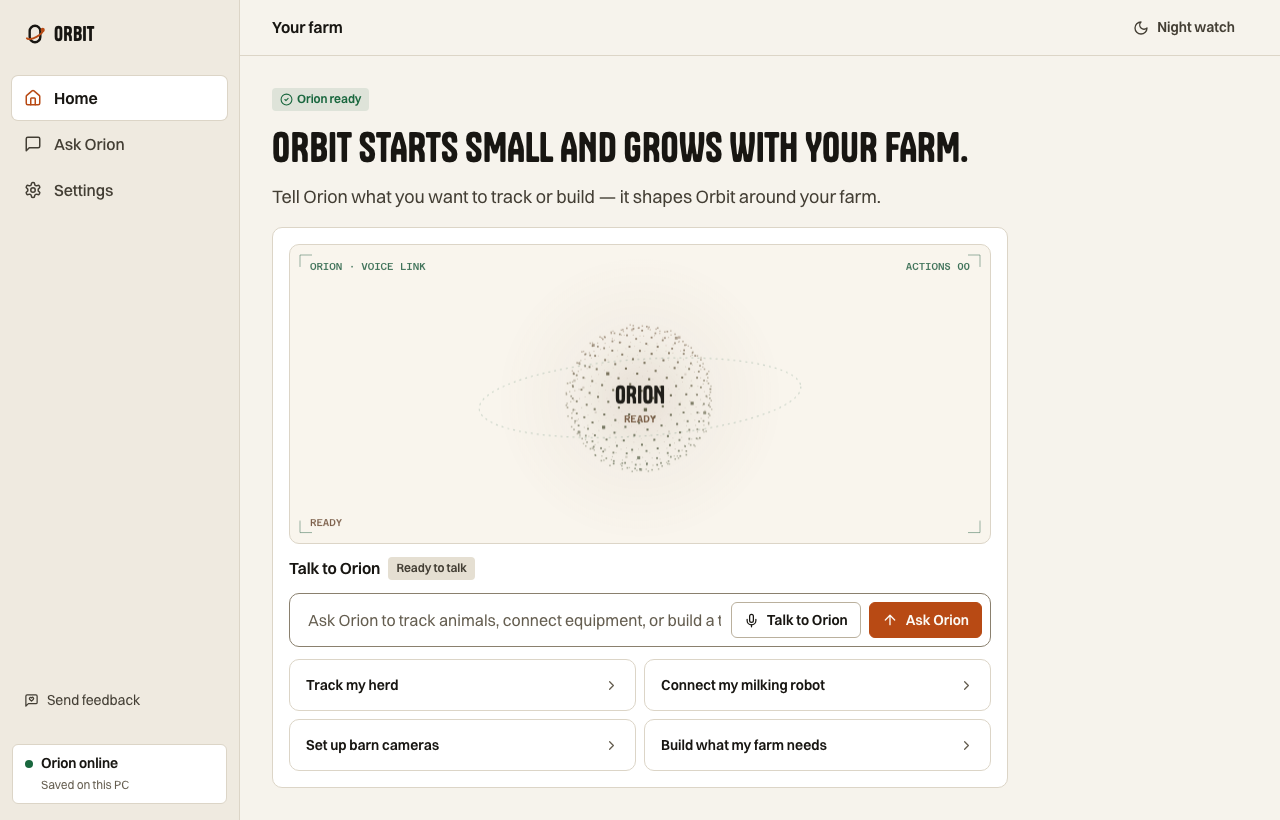 ORBIT
Your farm
Night watch
Home
Ask Orion
Settings
Orion ready
ORBIT STARTS SMALL AND GROWS WITH YOUR FARM.
Tell Orion what you want to track or build — it shapes Orbit around your farm.
ORION · VOICE LINK
ACTIONS 00
ORION
READY
READY
Talk to Orion
Ready to talk
Ask Orion to track animals, connect equipment, or build a t
Talk to Orion
Ask Orion
Track my herd
Connect my milking robot
Set up barn cameras
Build what my farm needs
Send feedback
Orion online
Saved on this PC